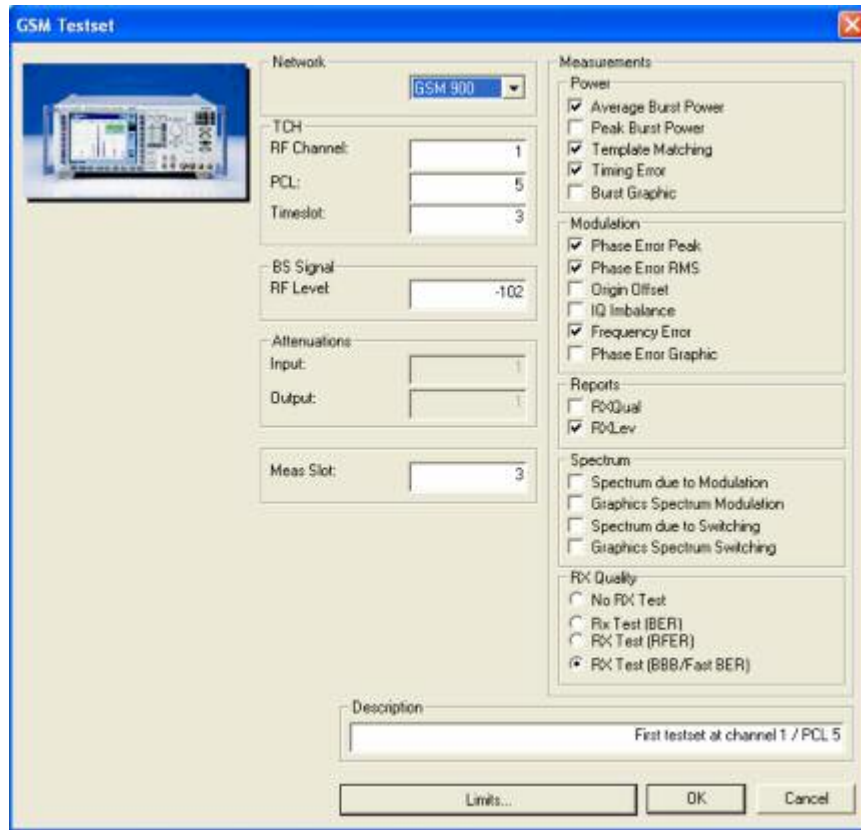 GSM Testset
Network
GSM 900
TCH
RF Channel:
1
PCL:
5
Timeslot:
3
BS Signal
RF Level:
-102
Attenuations
Input:
1
Output:
1
Meas Slot:
3
Measurements
Power
Average Burst Power
Peak Burst Power
Template Matching
Timing Error
Burst Graphic
Modulation
Phase Error Peak
Phase Error RMS
Origin Offset
IQ Imbalance
Frequency Error
Phase Error Graphic
Reports
RXQual
RXLev
Spectrum
Spectrum due to Modulation
Graphics Spectrum Modulation
Spectrum due to Switching
Graphics Spectrum Switching
RX Quality
No RX Test
Rx Test (BER)
RX Test (RFER)
RX Test (BBB/Fast BER)
Description
First testset at channel 1 / PCL 5
Limits...
OK
Cancel